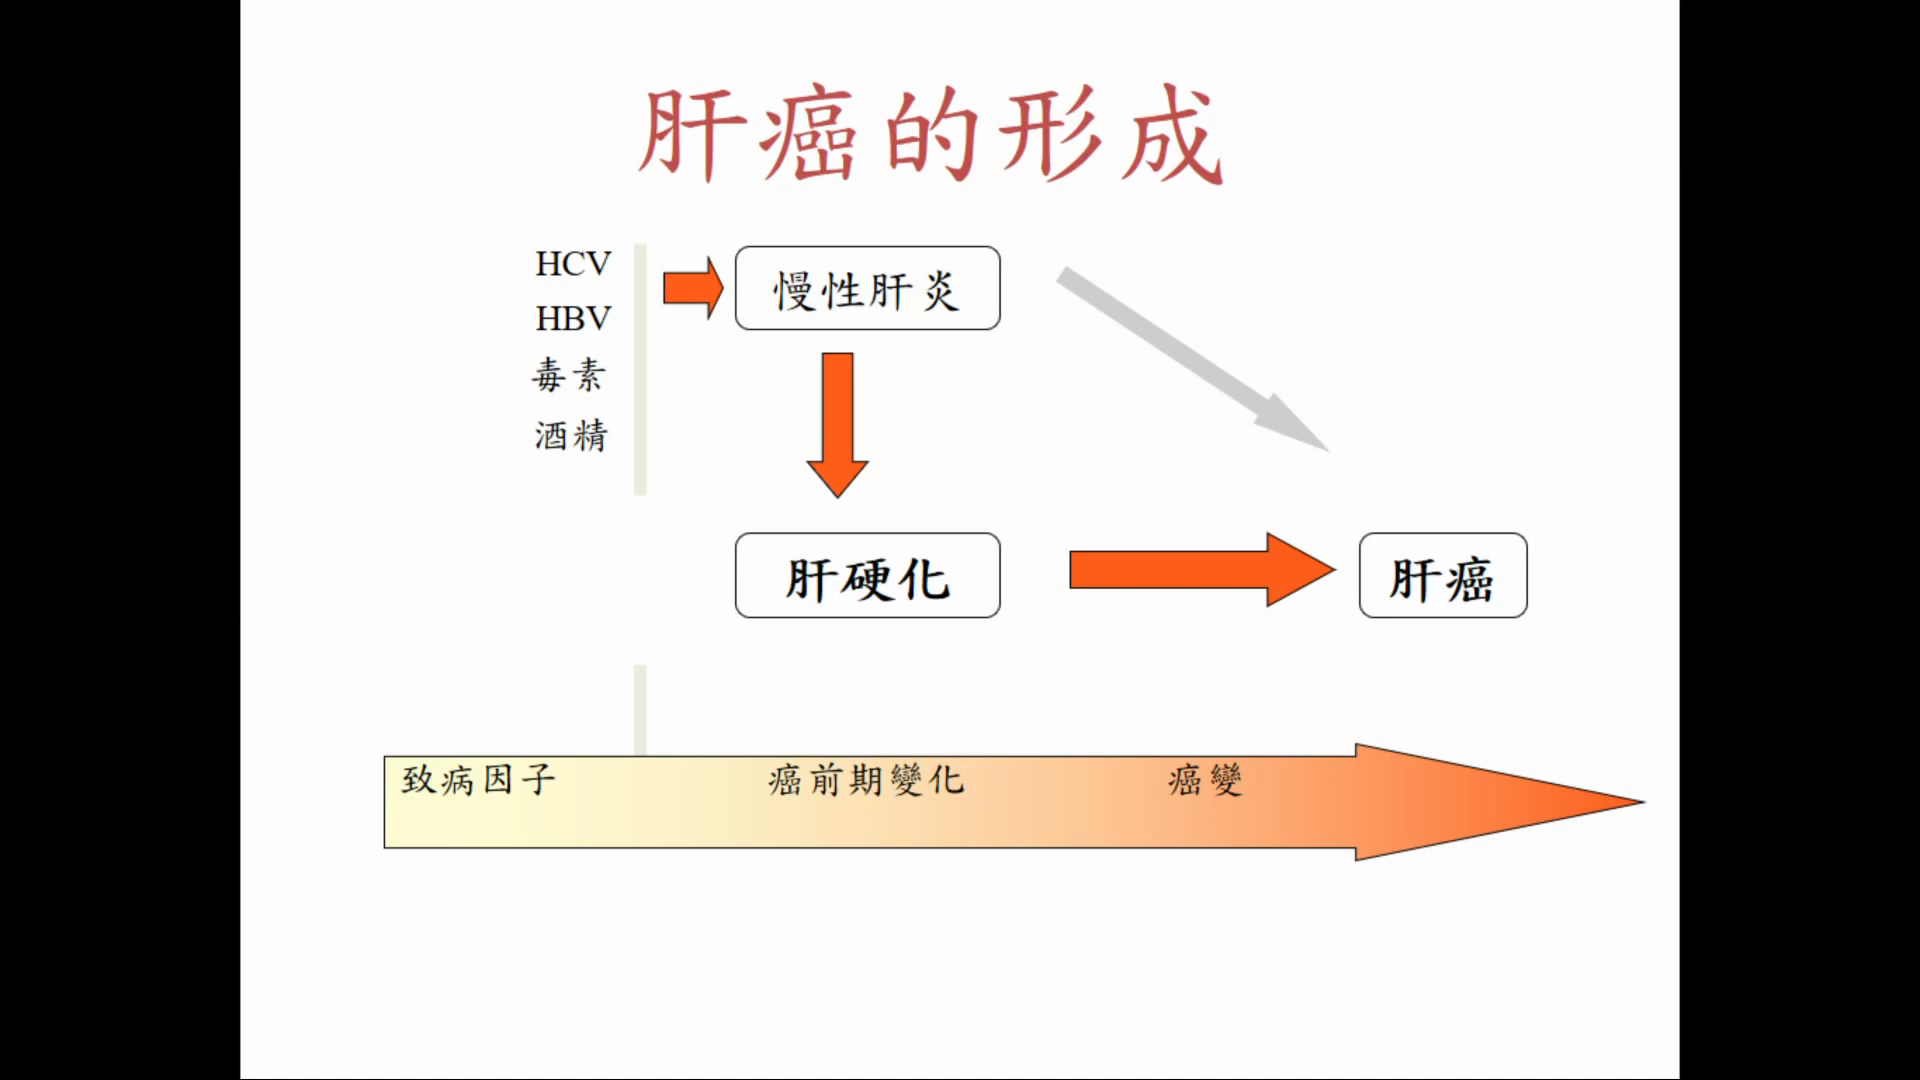 肝癌的形成
HCV
HBV
毒素
酒精
慢性肝炎
肝硬化
肝癌
致病因子
癌前期變化
癌變